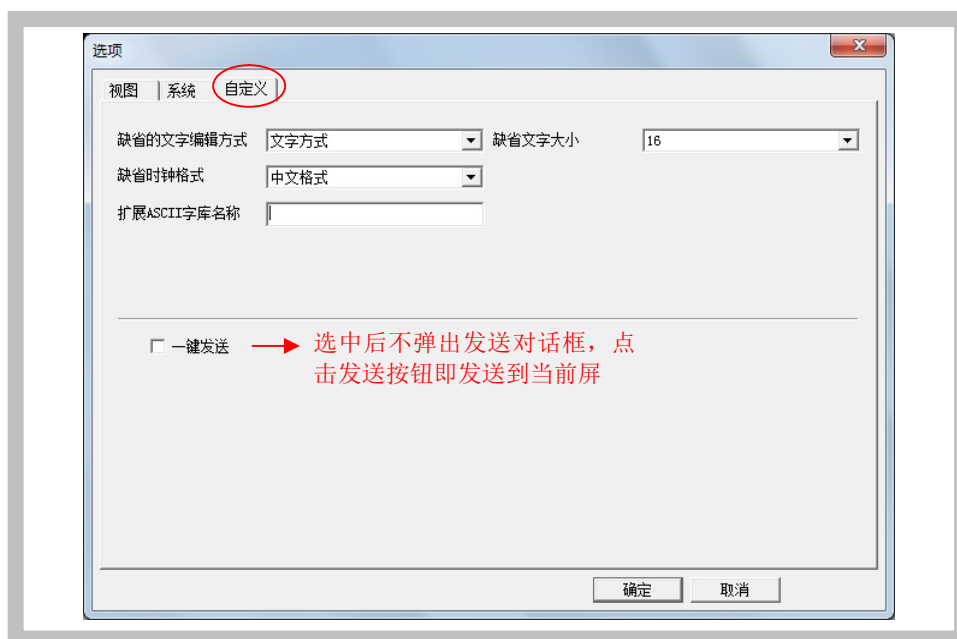 选项
视图 系统 自定义
缺省的文字编辑方式 文字方式 缺省文字大小 16
缺省时钟格式 中文格式
扩展ASCII字库名称
一键发送 选中后不弹出发送对话框，点
击发送按钮即发送到当前屏
确定 取消